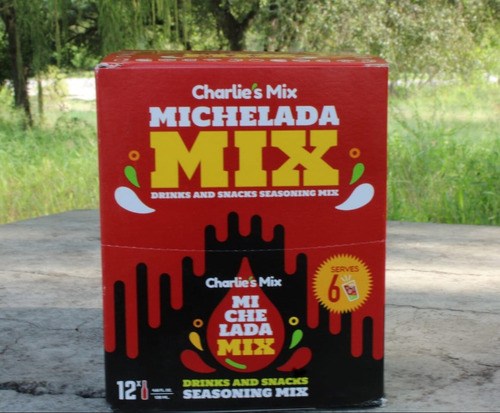 Charlie's Mix
MICHELADA
MIX
DRINKS AND SNACKS SEASONING MIX
SERVES
6
Charlie's Mix
MI
CHE
LADA
MIX
12x
DRINKS AND SNACKS
SEASONING MIX